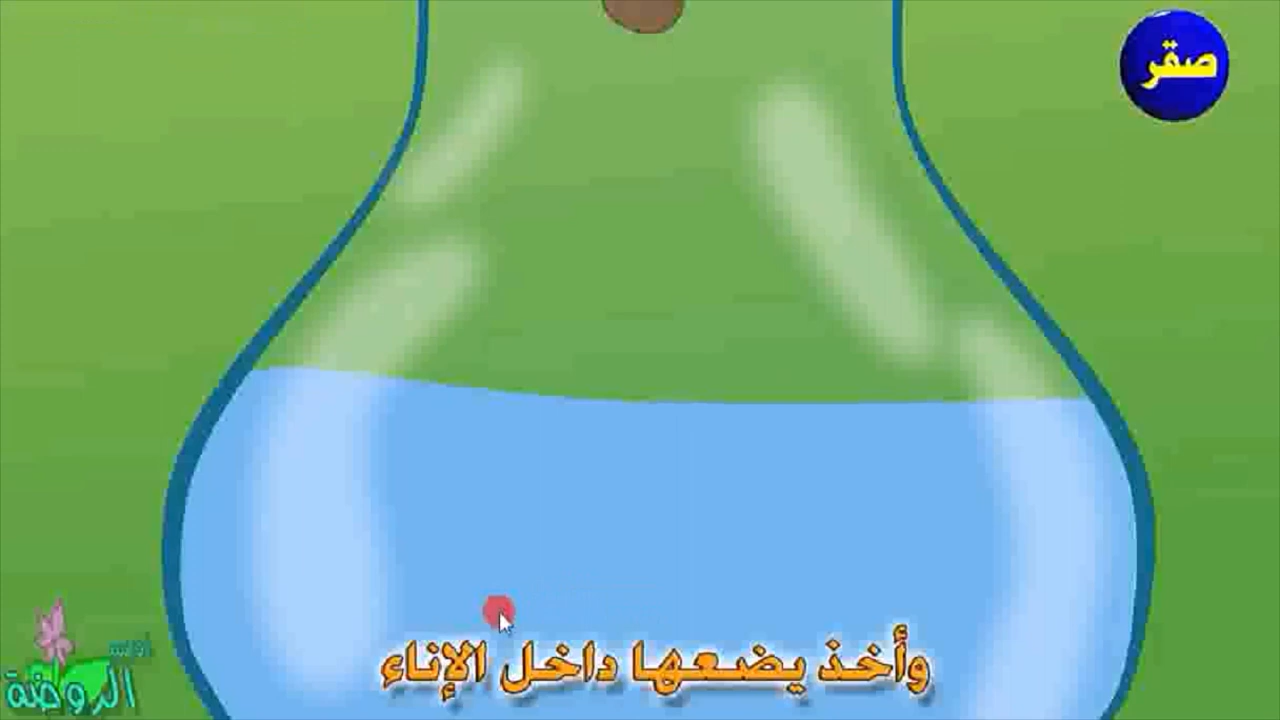 صقر
وأخذ يضعها داخل الإناء
الروضة